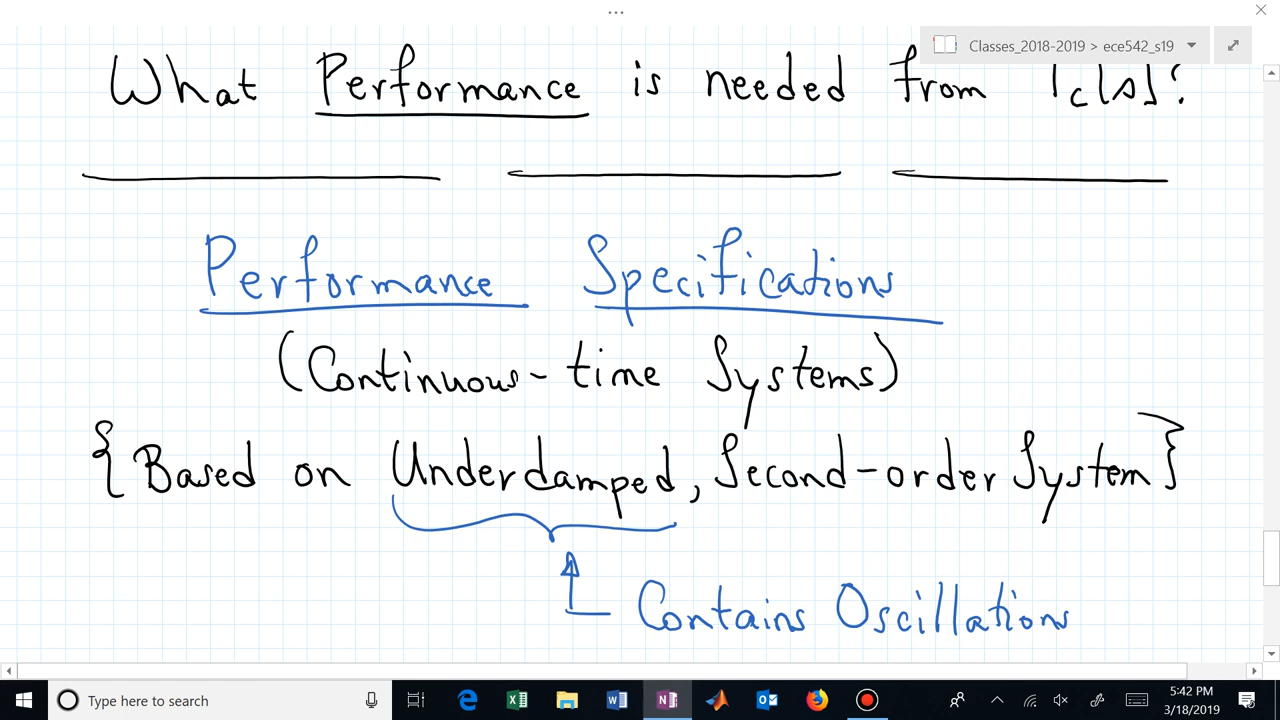 Classes_2018-2019 > ece542_s19
What Performance is needed from Tc(s)?
Performance Specifications
(Continuous-time Systems)
{Based on Underdamped, Second-order System}
Contains Oscillations
Type here to search
5:42 PM
3/18/2019